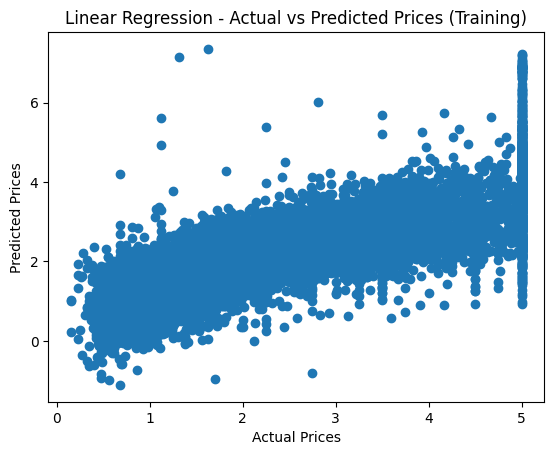 Linear Regression - Actual vs Predicted Prices (Training)
Predicted Prices
6
4
2
0
0 1 2 3 4 5
Actual Prices